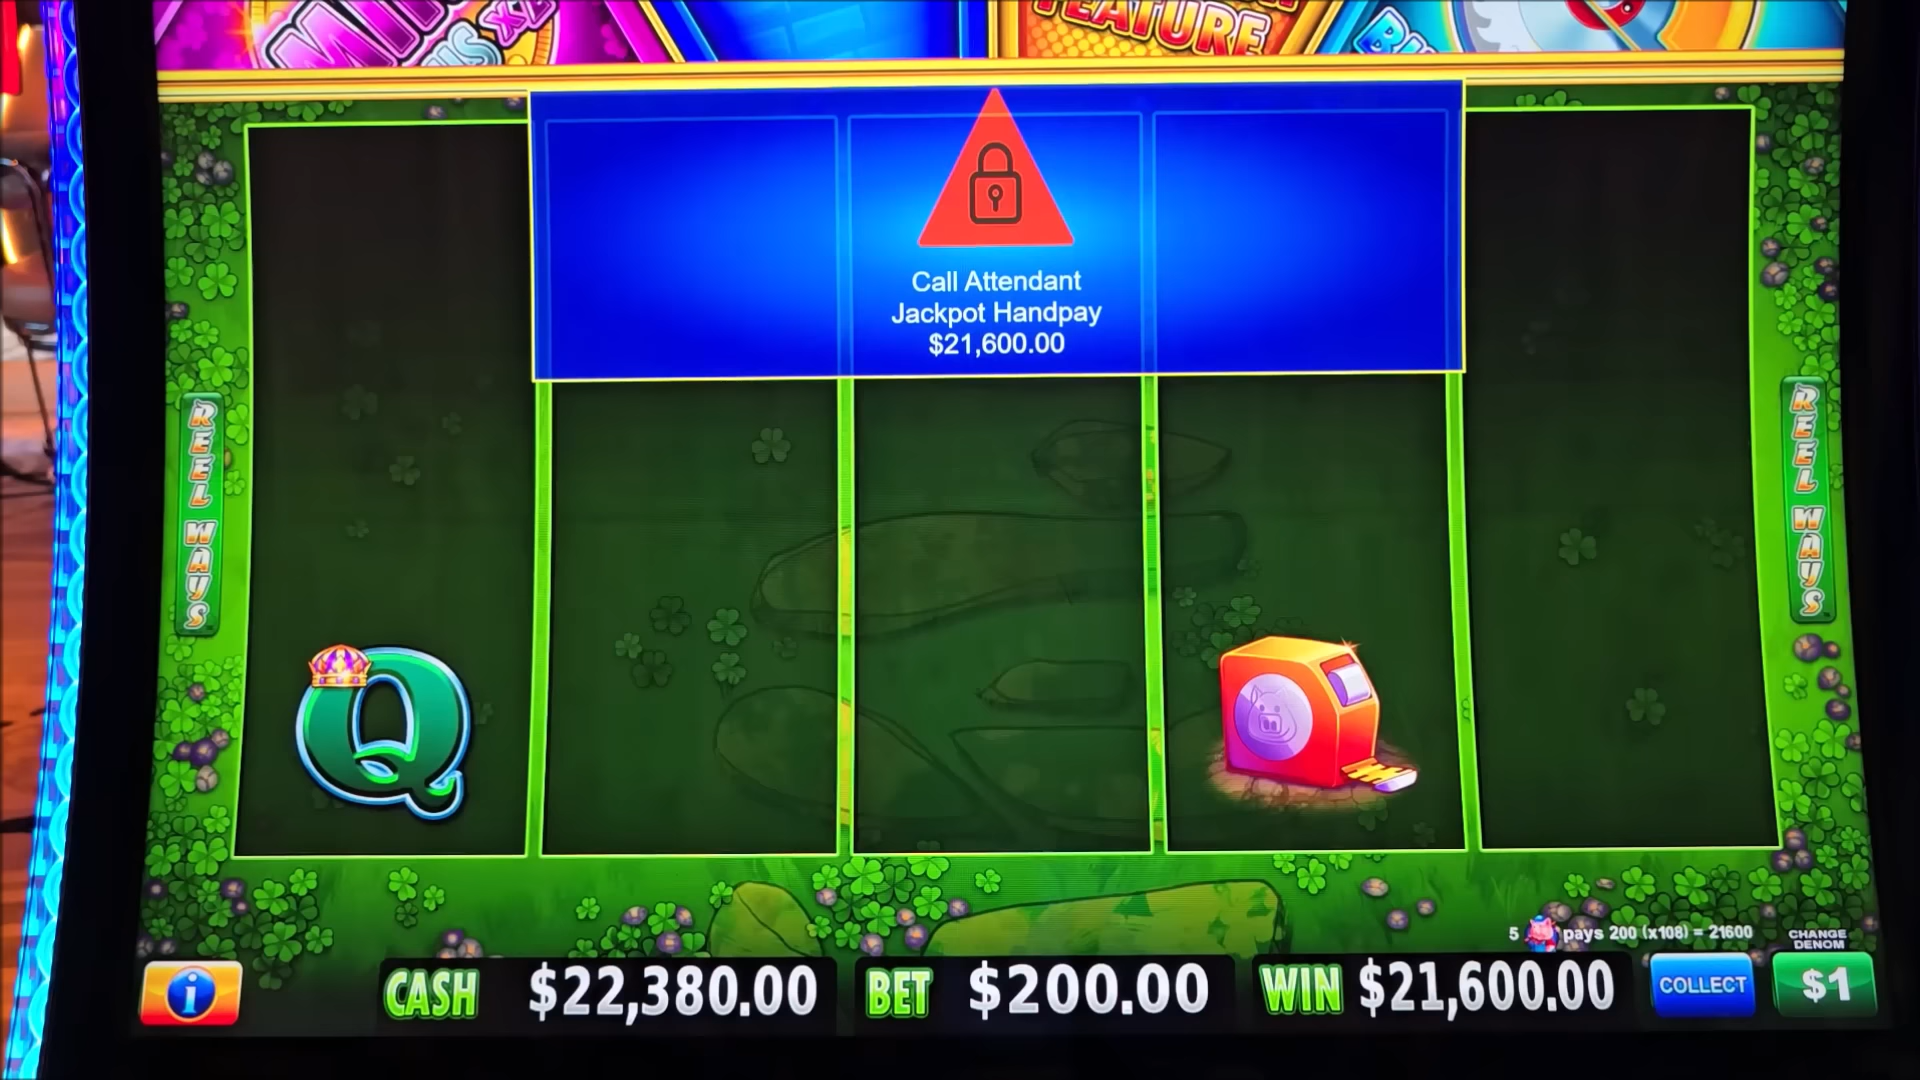 FEATURE
Call Attendant
Jackpot Handpay
$21,600.00
REEL WAYS
REEL WAYS
Q
5 pays 200 (x108) = 21600
CHANGE
DENOM
CASH $22,380.00
BET $200.00
WIN $21,600.00
COLLECT
$1